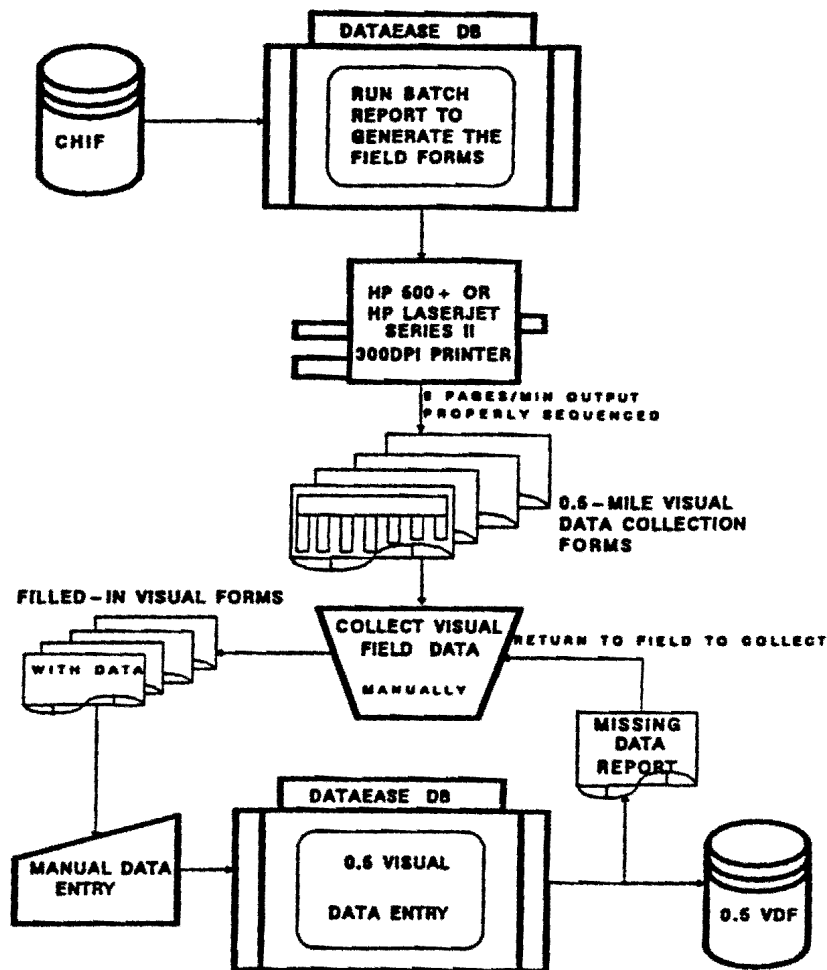 DATAEASE DB
CHIF
RUN BATCH
REPORT TO
GENERATE THE
FIELD FORMS
HP 500+ OR
HP LASERJET
SERIES II
300DPI PRINTER
PAGES/MIN OUTPUT
PROPERLY SEQUENCED
0.5-MILE VISUAL
DATA COLLECTION
FORMS
FILLED-IN VISUAL FORMS
WITH DATA
COLLECT VISUAL
FIELD DATA
MANUALLY
RETURN TO FIELD TO COLLECT
MISSING
DATA
REPORT
DATAEASE DB
MANUAL DATA
ENTRY
0.5 VISUAL
DATA ENTRY
0.5 VDF